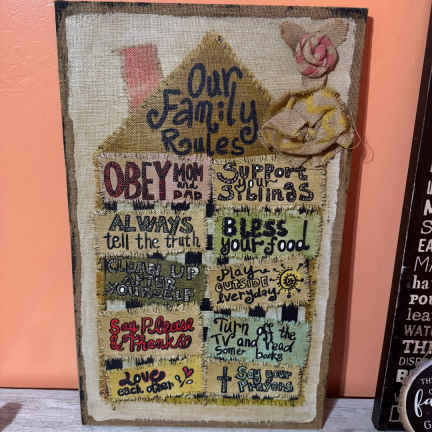 Our
Family
Rules
OBEY MOM
and
DAD
Support
your
Siblings
ALWAYS
tell the truth
Bless
your food
CLEAN UP
AFTER
YOURSELF
Play
outside
Everyday
Say Please
& Thanks
Turn off the
TV and read
Some books
Love
each other
Say your
Prayers
THE